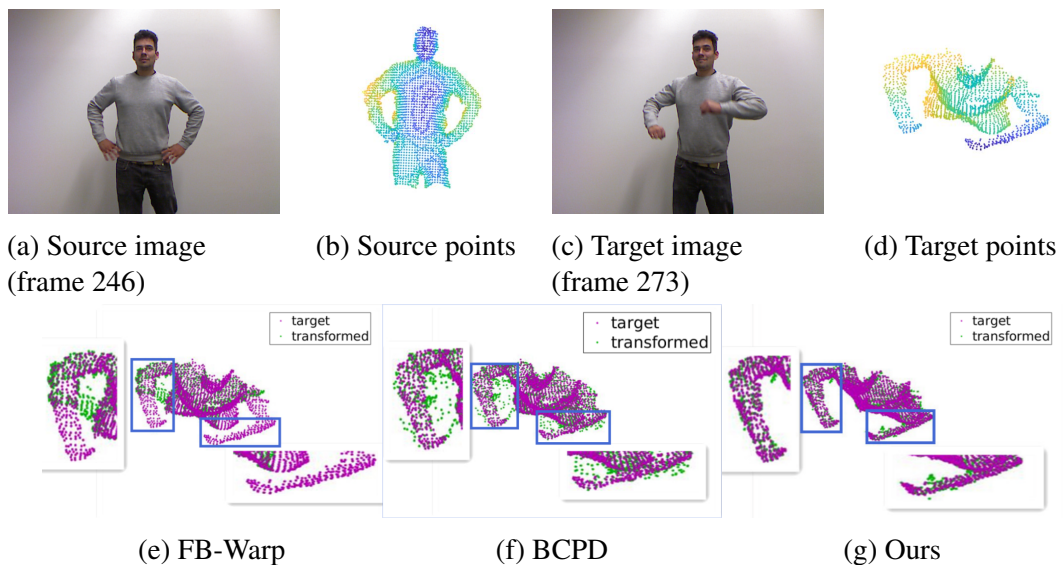 (a) Source image
(frame 246)
(b) Source points
(c) Target image
(frame 273)
(d) Target points
target
transformed
target
transformed
target
transformed
(e) FB-Warp
(f) BCPD
(g) Ours